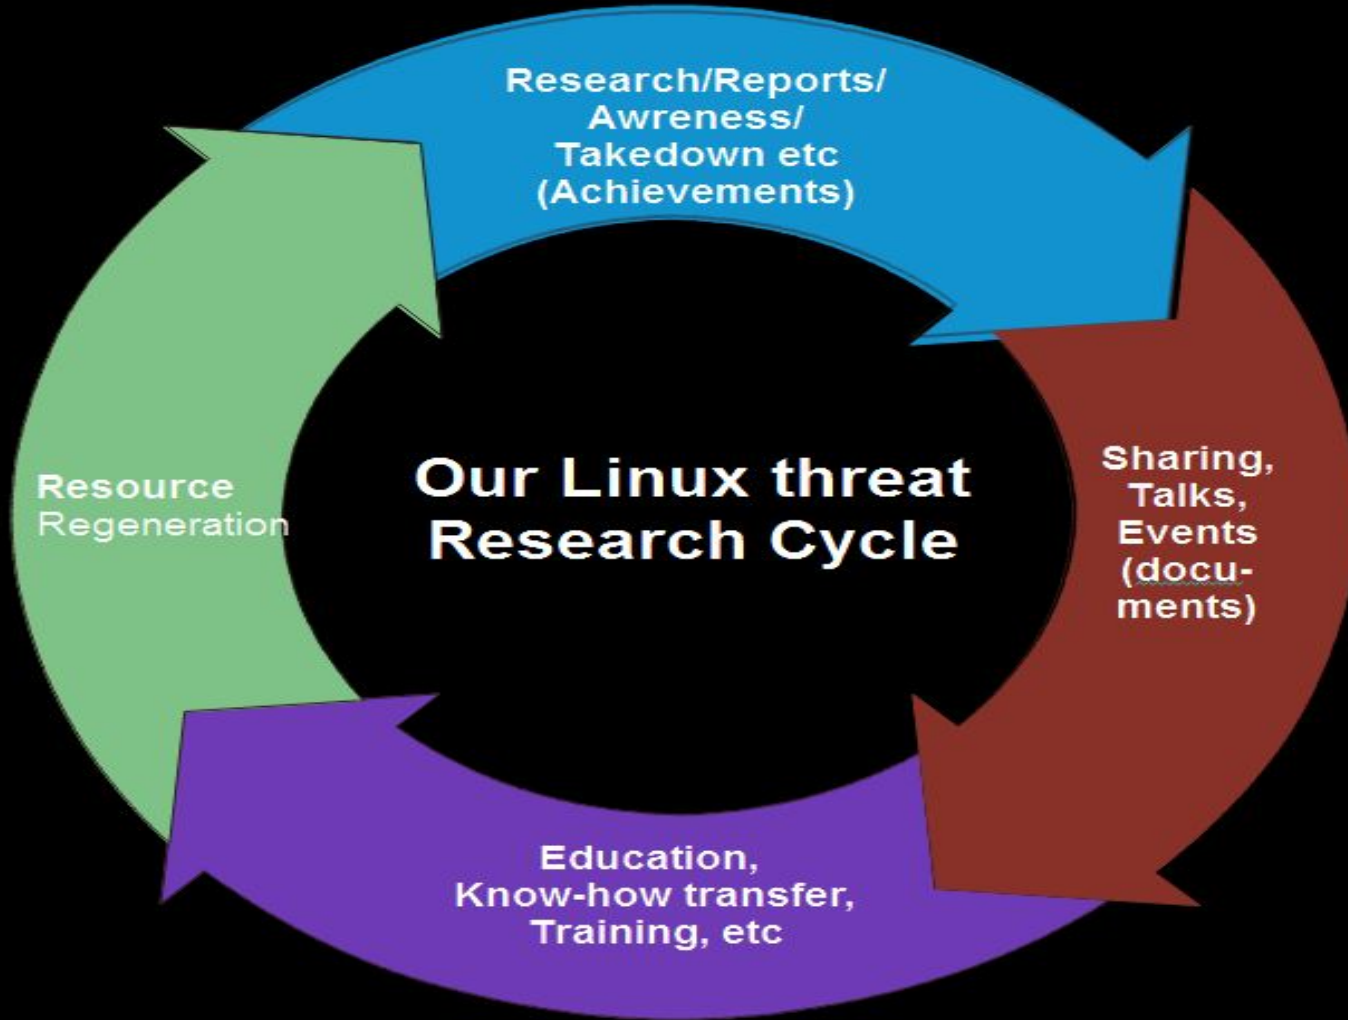 Research/Reports/
Awreness/
Takedown etc
(Achievements)
Our Linux threat
Research Cycle
Sharing,
Talks,
Events
(docu-
ments)
Resource
Regeneration
Education,
Know-how transfer,
Training, etc